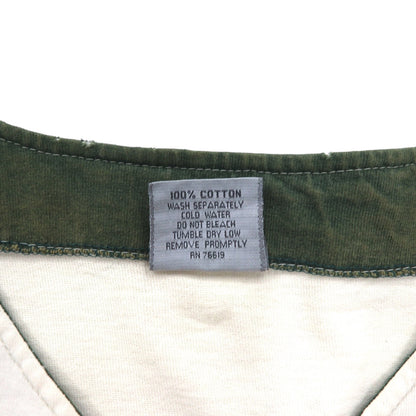 100% COTTON
WASH SEPARATELY
COLD WATER
DO NOT BLEACH
TUMBLE DRY LOW
REMOVE PROMPTLY
RN 76619